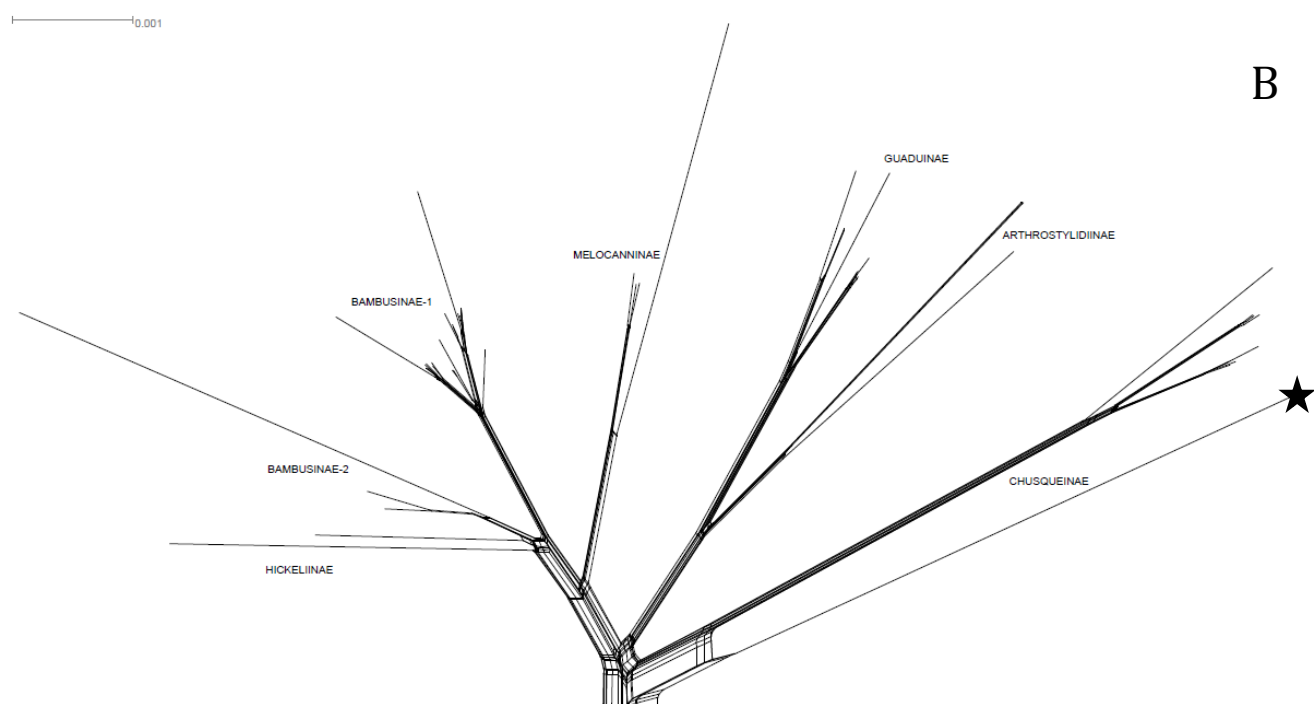 0.001
B
GUADUINAE
ARTHROSTYLIDIINAE
MELOCANNINAE
BAMBUSINAE-1
BAMBUSINAE-2
CHUSQUEINAE
HICKELIINAE